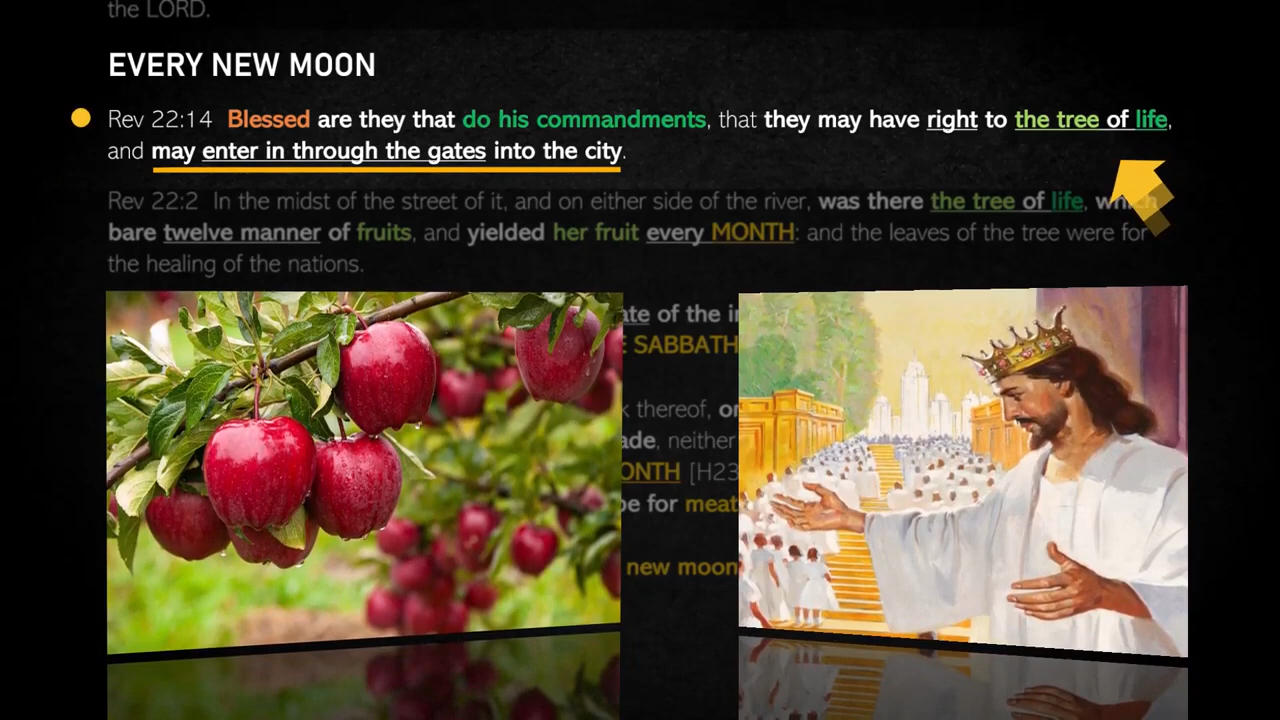 the LORD.
EVERY NEW MOON
Rev 22:14 Blessed are they that do his commandments, that they may have right to the tree of life,
and may enter in through the gates into the city.
Rev 22:2 In the midst of the street of it, and on either side of the river, was there the tree of life, which
bare twelve manner of fruits, and yielded her fruit every MONTH: and the leaves of the tree were for
the healing of the nations.
of the
SABBATH
thereof,
neither
[H23
be for meat
new moon